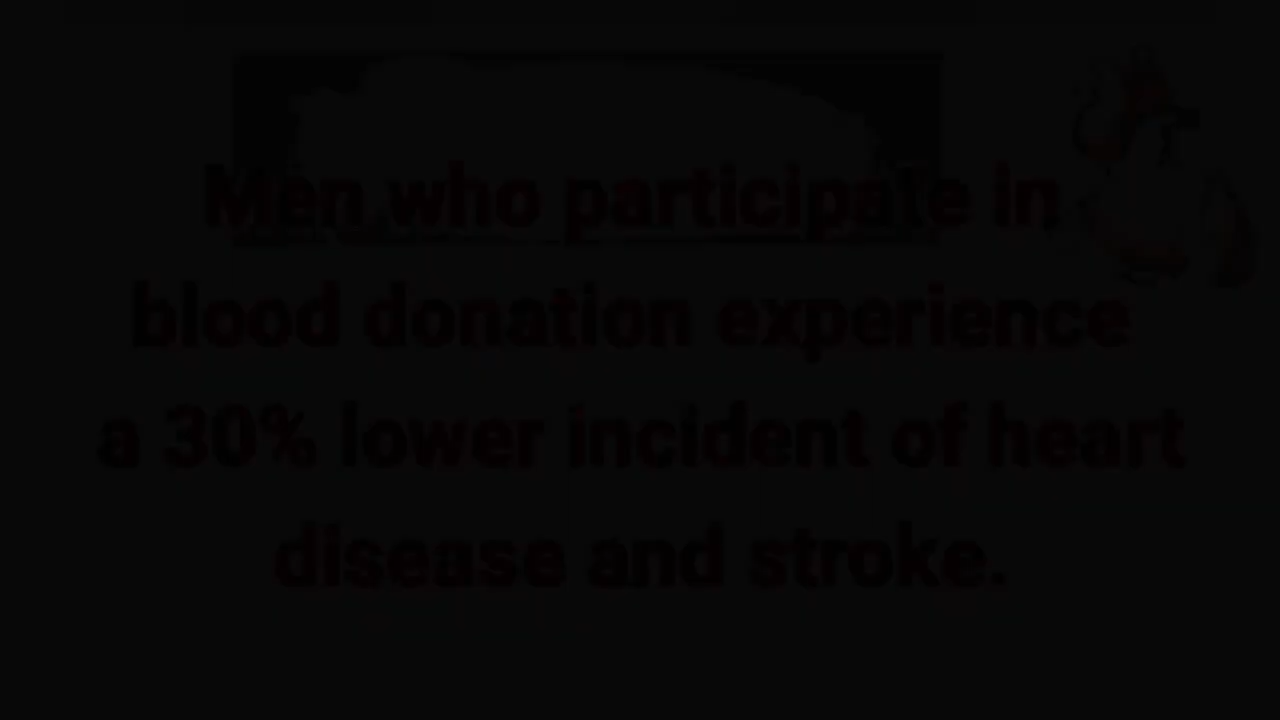 Men who participate in
blood donation experience
a 30% lower incident of heart
disease and stroke.